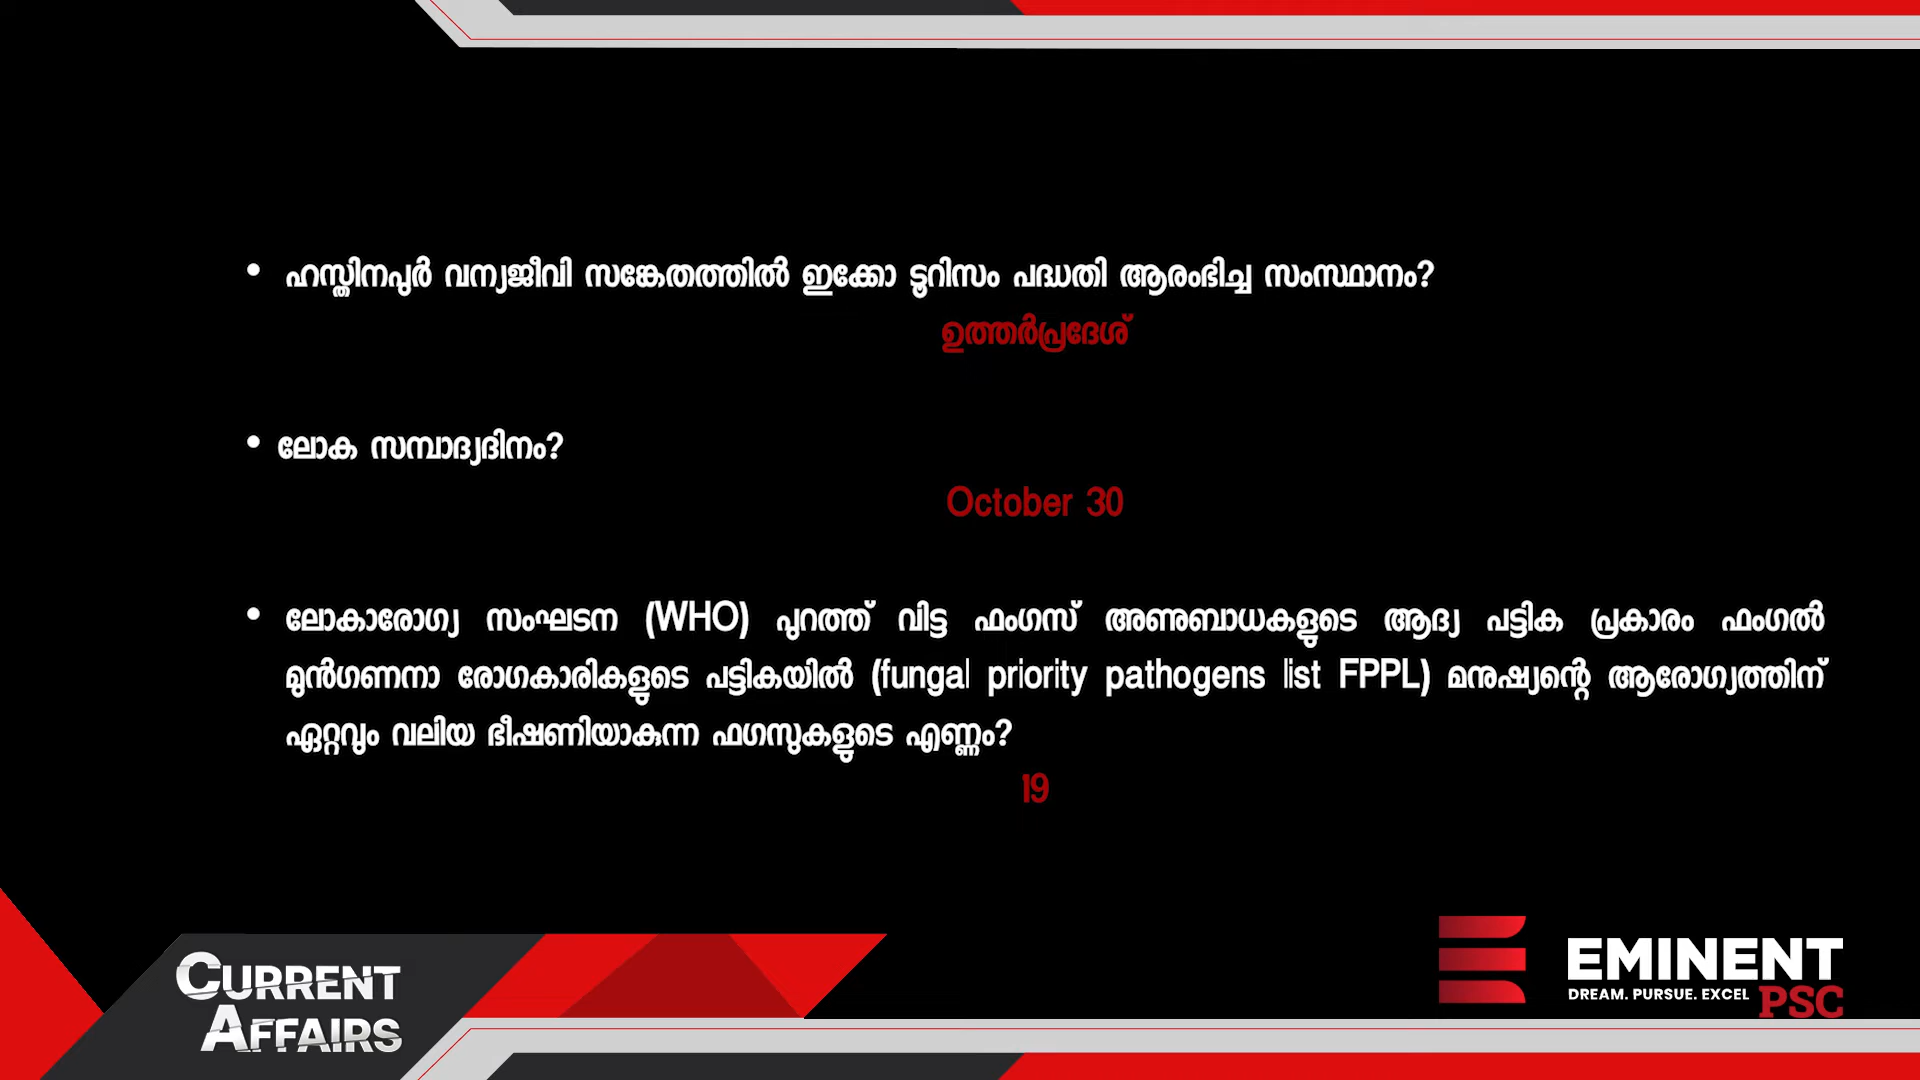 • ഹസ്തിനപുർ വന്യജീവി സങ്കേതത്തിൽ ഇക്കോ ടൂറിസം പദ്ധതി ആരംഭിച്ച സംസ്ഥാനം?
ഉത്തർപ്രദേശ്
• ലോക സമ്പാദ്യദിനം?
October 30
• ലോകാരോഗ്യ സംഘടന (WHO) പുറത്ത് വിട്ട ഫംഗസ് അണുബാധകളുടെ ആദ്യ പട്ടിക പ്രകാരം ഫംഗൽ
മുൻഗണനാ രോഗകാരികളുടെ പട്ടികയിൽ (fungal priority pathogens list FPPL) മനുഷ്യന്റെ ആരോഗ്യത്തിന്
ഏറ്റവും വലിയ ഭീഷണിയാകുന്ന ഫഗസുകളുടെ എണ്ണം?
19
CURRENT
AFFAIRS
EMINENT
DREAM. PURSUE. EXCEL PSC